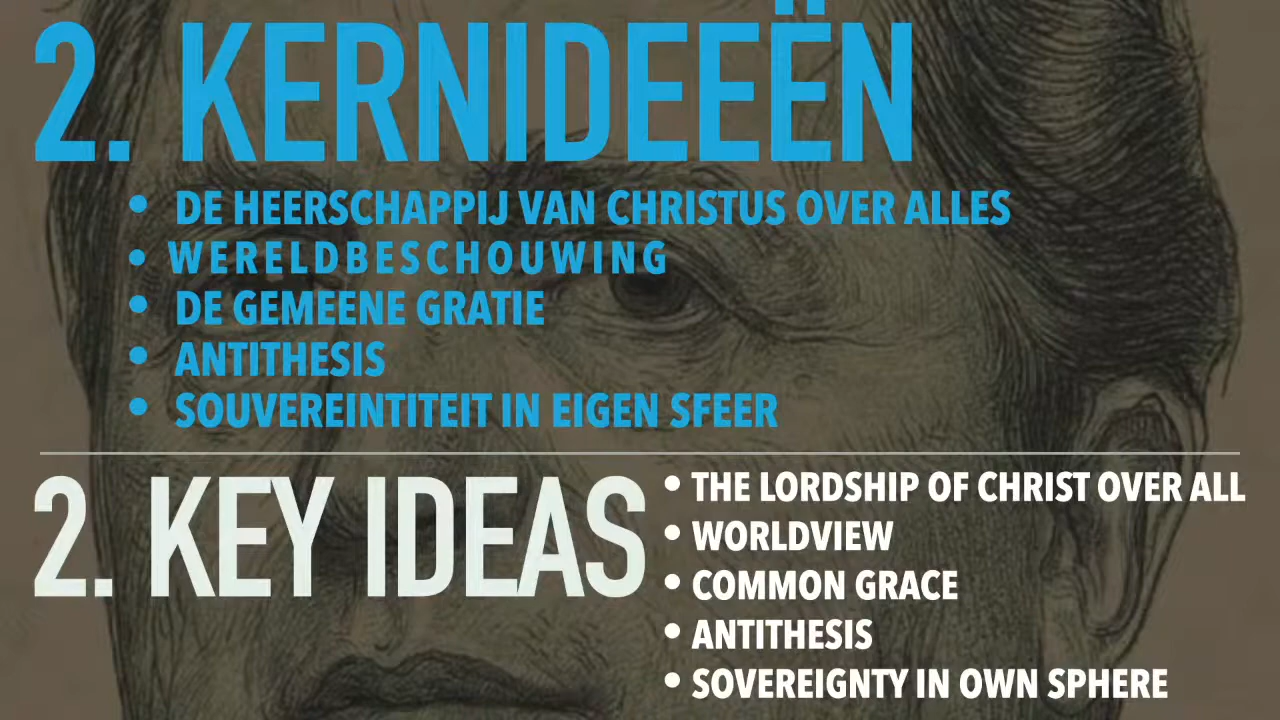 2. KERNIDEEËN
• DE HEERSCHAPPIJ VAN CHRISTUS OVER ALLES
• WERELDBESCHOUWING
• DE GEMEENE GRATIE
• ANTITHESIS
• SOUVEREINTITEIT IN EIGEN SFEER
2. KEY IDEAS
• THE LORDSHIP OF CHRIST OVER ALL
• WORLDVIEW
• COMMON GRACE
• ANTITHESIS
• SOVEREIGNTY IN OWN SPHERE